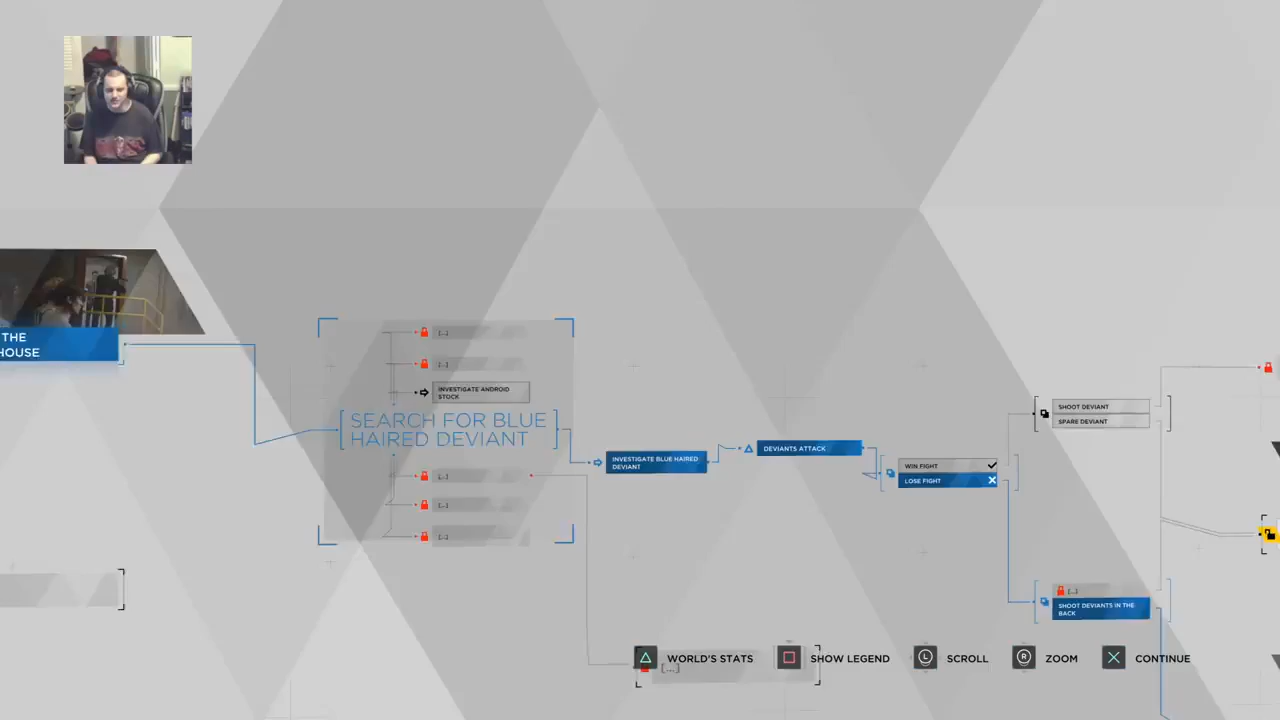 THE
HOUSE
[...]
[...]
INVESTIGATE ANDROID
STOCK
SEARCH FOR BLUE
HAIRED DEVIANT
[...]
[...]
[...]
INVESTIGATE BLUE HAIRED
DEVIANT
DEVIANTS ATTACK
WIN FIGHT
LOSE FIGHT
SHOOT DEVIANT
SPARE DEVIANT
[...]
SHOOT DEVIANTS IN THE
BACK
[...]
WORLD'S STATS
SHOW LEGEND
L
SCROLL
R
ZOOM
CONTINUE